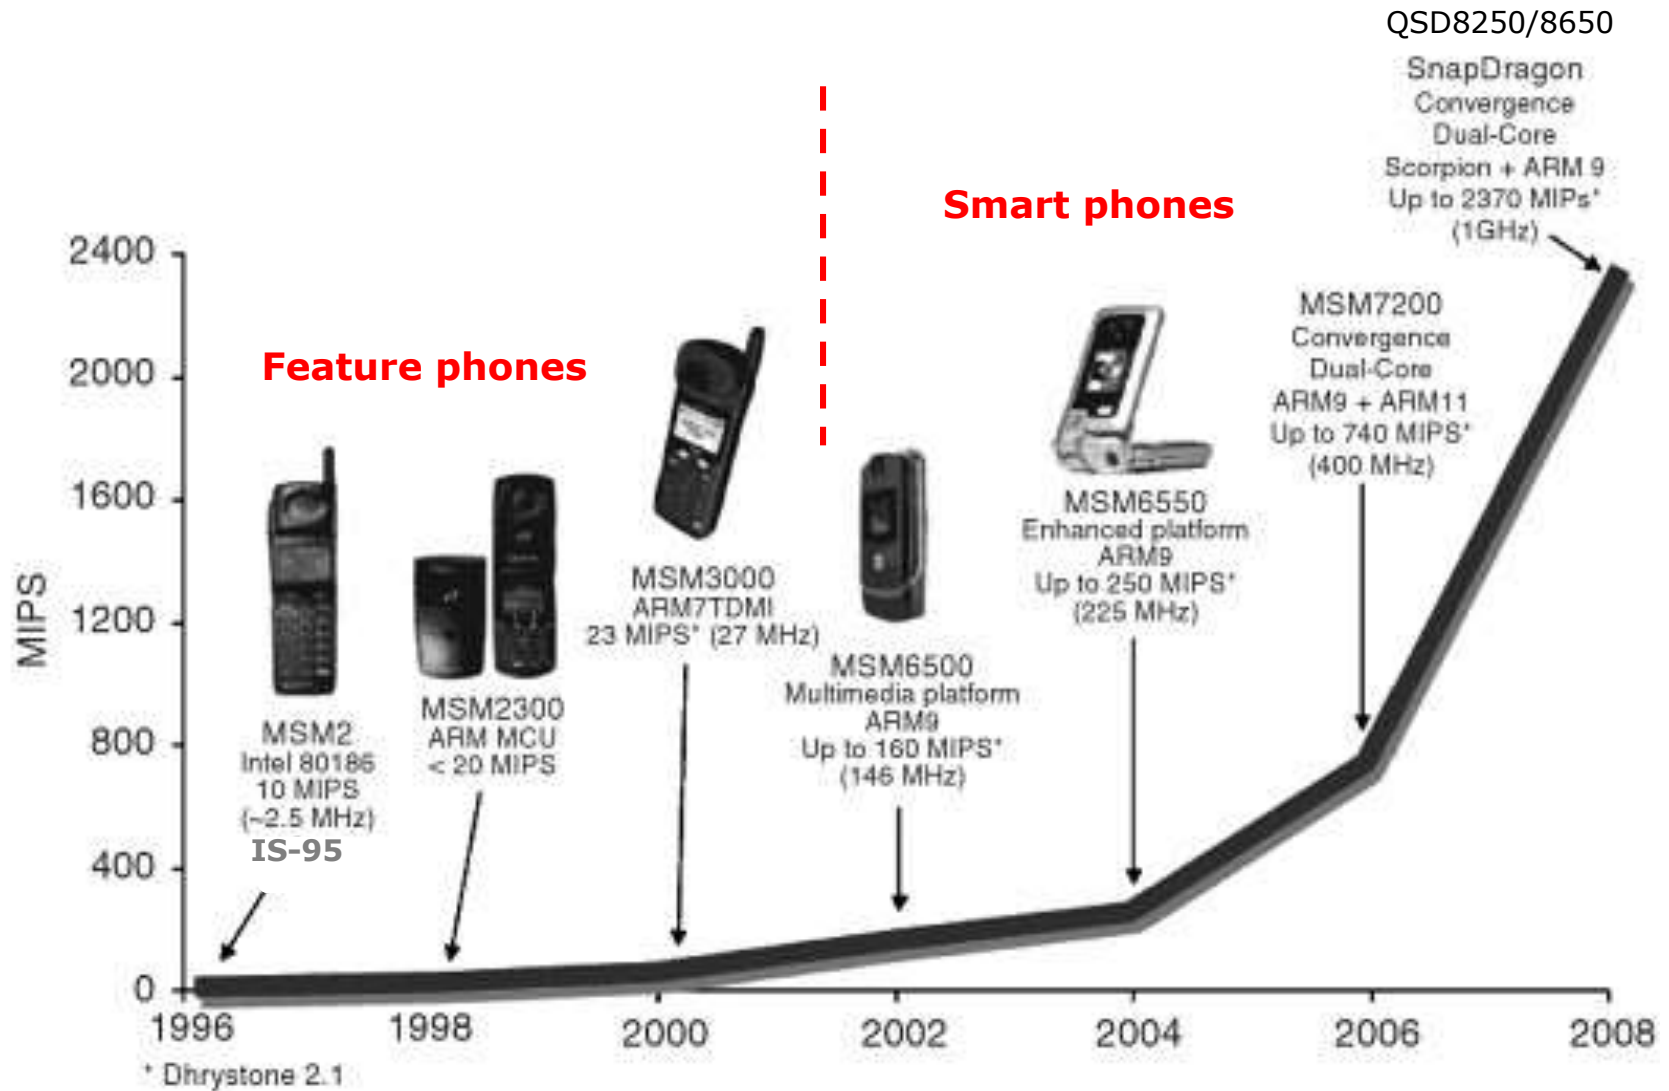 QSD8250/8650
SnapDragon
Convergence
Dual-Core
Scorpion + ARM 9
Up to 2370 MIPs*
(1GHz)
Smart phones
Feature phones
MSM7200
Convergence
Dual-Core
ARM9 + ARM11
Up to 740 MIPS*
(400 MHz)
MSM6550
Enhanced platform
ARM9
Up to 250 MIPS*
(225 MHz)
MSM3000
ARM7TDMI
23 MIPS* (27 MHz)
MSM6500
Multimedia platform
ARM9
Up to 160 MIPS*
(146 MHz)
MSM2300
ARM MCU
< 20 MIPS
MSM2
Intel 80186
10 MIPS
(~2.5 MHz)
IS-95
MIPS
2400
2000
1600
1200
800
400
0
1996 1998 2000 2002 2004 2006 2008
* Dhrystone 2.1